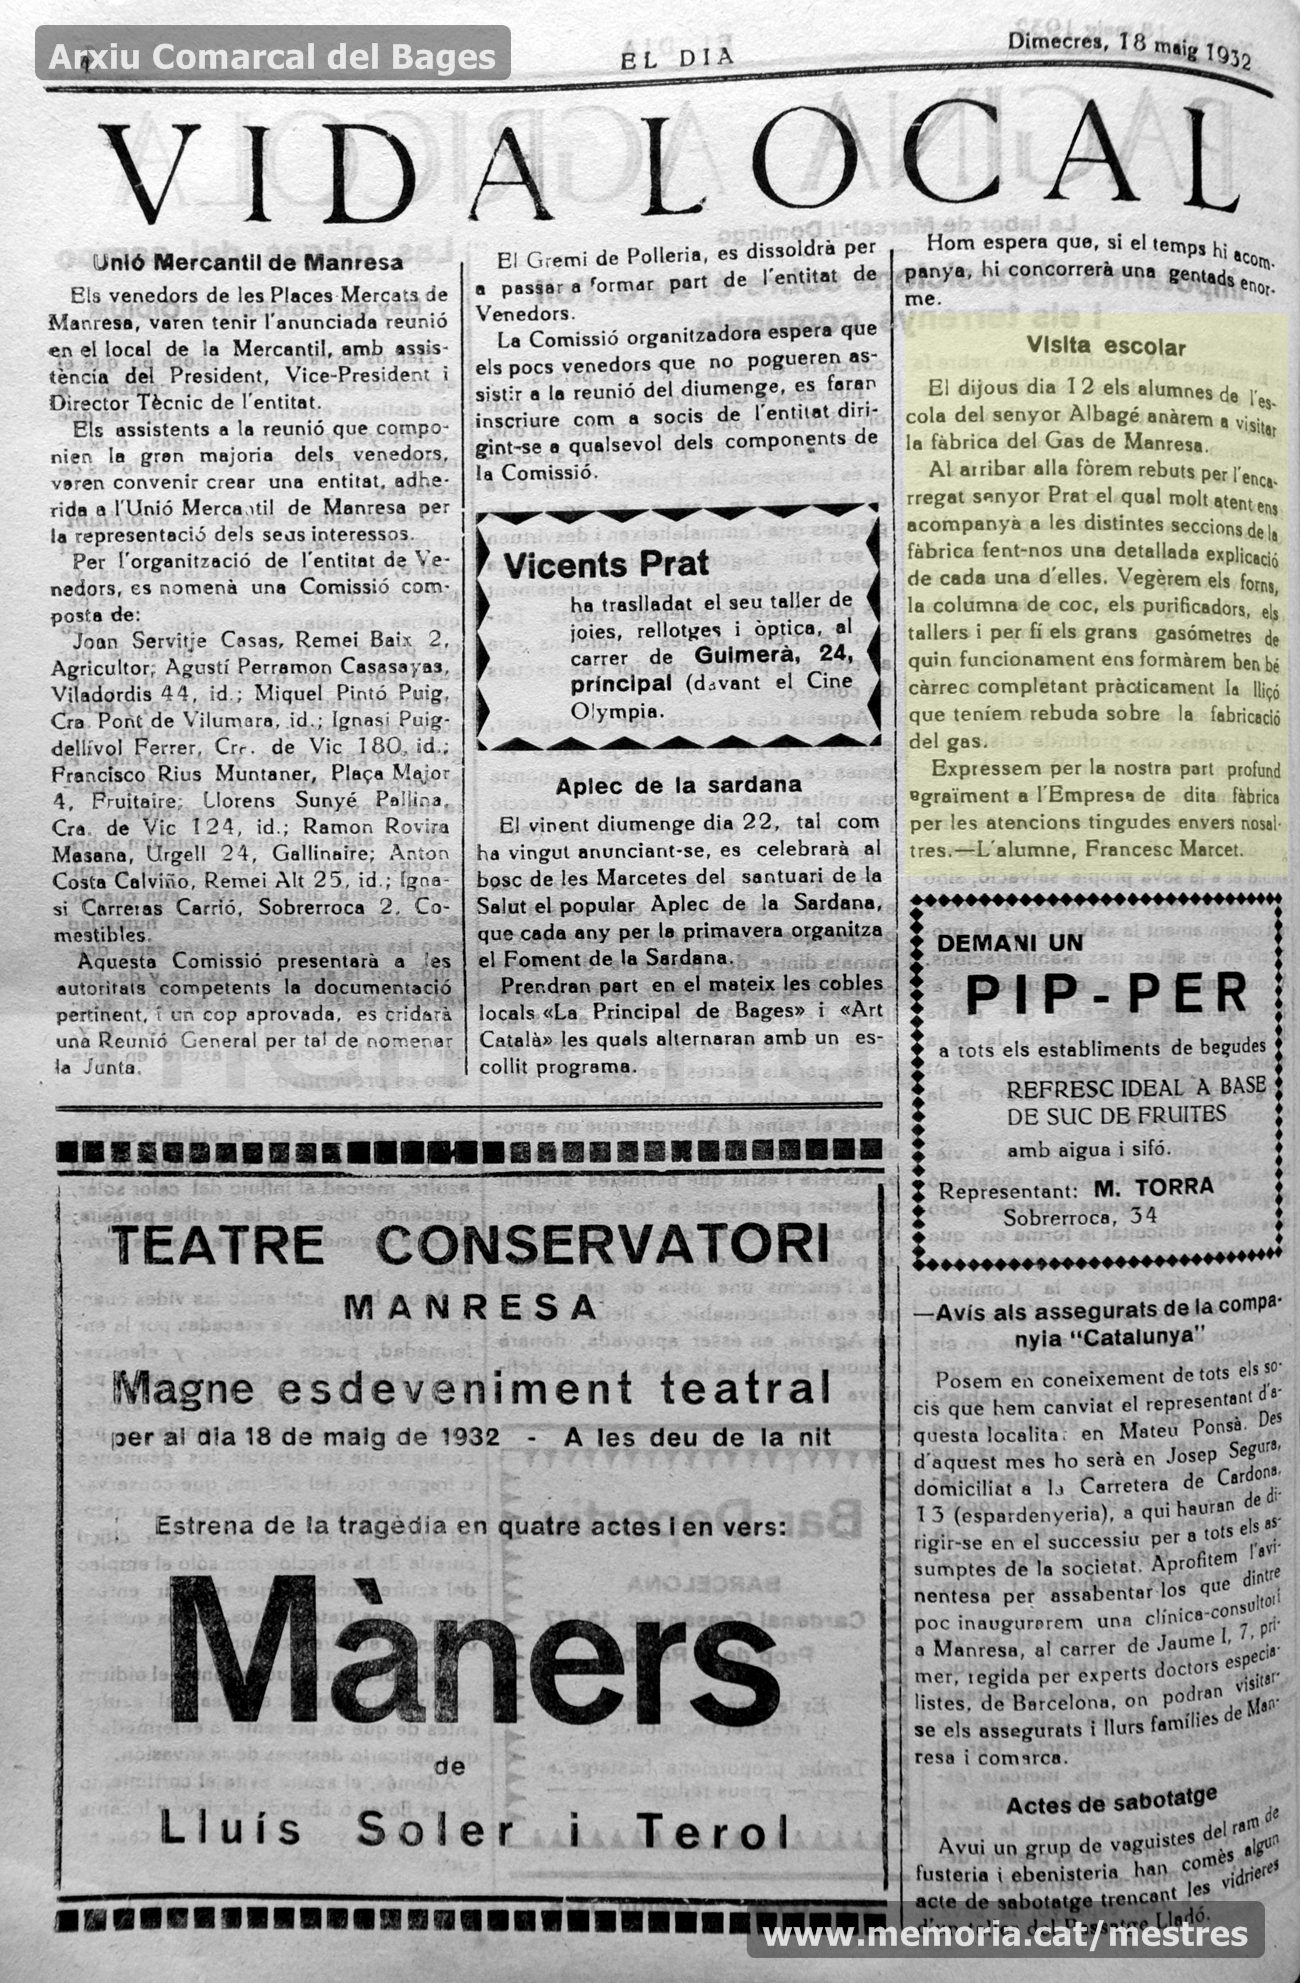 Arxiu Comarcal del Bages
EL DIA
Dimecres, 18 maig 1932
VIDA LOCAL
Unió Mercantil de Manresa
Els venedors de les Places Mercats de
Manresa, varen tenir l'anunciada reunió
en el local de la Mercantil, amb assis-
tència del President, Vice-President i
Director Tècnic de l'entitat.
Els assistents a la reunió que compo-
nien la gran majoria dels venedors,
varen convenir crear una entitat, adhe-
rida a l'Unió Mercantil de Manresa per
la representació dels seus interessos.
Per l'organització de l'entitat de Ve-
nedors, es nomenà una Comissió com-
posta de:
Joan Servitje Casas, Remei Baix 2,
Agricultor; Agustí Perramon Casasayas,
Viladordis 44, id.; Miquel Pintó Puig,
Cra. Pont de Vilumara, id.; Ignasi Puig-
dellívol Ferrer, Crr. de Vic 180, id.;
Francisco Rius Muntaner, Plaça Major
4, Fruitaire; Llorens Sunyé Pallina,
Cra. de Vic 124, id.; Ramon Rovira
Masana, Urgell 24, Gallinaire; Anton
Costa Calviño, Remei Alt 25, id.; Igna-
si Carreras Carrió, Sobrerroca 2, Co-
mestibles.
Aquesta Comissió presentarà a les
autoritats competents la documentació
pertinent, i un cop aprovada, es cridarà
una Reunió General per tal de nomenar
la Junta.
El Gremi de Polleria, es dissoldrà per
a passar a formar part de l'entitat de
Venedors.
La Comissió organitzadora espera que
els pocs venedors que no pogueren as-
sistir a la reunió del diumenge, es faran
inscriure com a socis de l'entitat diri-
gint-se a qualsevol dels components de
la Comissió.
Vicents Prat
ha traslladat el seu taller de
joies, rellotges i òptica, al
carrer de Guimerà, 24,
principal (davant el Cine
Olympia.
Aplec de la sardana
El vinent diumenge dia 22, tal com
ha vingut anunciant-se, es celebrarà al
bosc de les Marcetes del santuari de la
Salut el popular Aplec de la Sardana,
que cada any per la primavera organitza
el Foment de la Sardana.
Prendran part en el mateix les cobles
locals «La Principal de Bages» i «Art
Català» les quals alternaran amb un es-
collit programa.
TEATRE CONSERVATORI
MANRESA
Magne esdeveniment teatral
per al dia 18 de maig de 1932 - A les deu de la nit
Estrena de la tragèdia en quatre actes i en vers:
Màners
de
Lluís Soler i Terol
Hom espera que, si el temps hi acom-
panya, hi concorrerà una gentada enor-
me.
Visita escolar
El dijous dia 12 els alumnes de l'es-
cola del senyor Albagé anàrem a visitar
la fàbrica del Gas de Manresa.
Al arribar alla fòrem rebuts per l'enca-
rregat senyor Prat el qual molt atent ens
acompanyà a les distintes seccions de la
fàbrica fent-nos una detallada explicació
de cada una d'elles. Vegèrem els forns,
la columna de coc, els purificadors, els
tallers i per fí els grans gasómetres de
quin funcionament ens formàrem ben bé
càrrec completant pràcticament la lliçó
que teníem rebuda sobre la fabricació
del gas.
Expressem per la nostra part profund
agraïment a l'Empresa de dita fàbrica
per les atencions tingudes envers nosal-
tres.—L'alumne, Francesc Marcet.
DEMANI UN
PIP-PER
a tots els establiments de begudes
REFRESC IDEAL A BASE
DE SUC DE FRUITES
amb aigua i sifó.
Representant: M. TORRA
Sobrerroca, 34
—Avís als assegurats de la compa-
nyia "Catalunya"
Posem en coneixement de tots els so-
cis que hem canviat el representant d'a-
questa localita: en Mateu Ponsà. Des
d'aquest mes ho serà en Josep Segura,
domiciliat a la Carretera de Cardona,
13 (espardenyeria), a qui hauran de di-
rigir-se en el successiu per a tots els as-
sumptes de la societat. Aprofitem l'avi-
nentesa per assabentar-los que dintre
poc inaugurarem una clínica-consultori
a Manresa, al carrer de Jaume I, 7, pri-
mer, regida per experts doctors especia-
listes, de Barcelona, on podran visitar-
se els assegurats i llurs famílies de Man-
resa i comarca.
Actes de sabotatge
Avui un grup de vaguistes del ram de
fusteria i ebenisteria han comès algun
acte de sabotatge trencant les vidrieres
d'un taller del Passatge Lladó.
www.memoria.cat/mestres